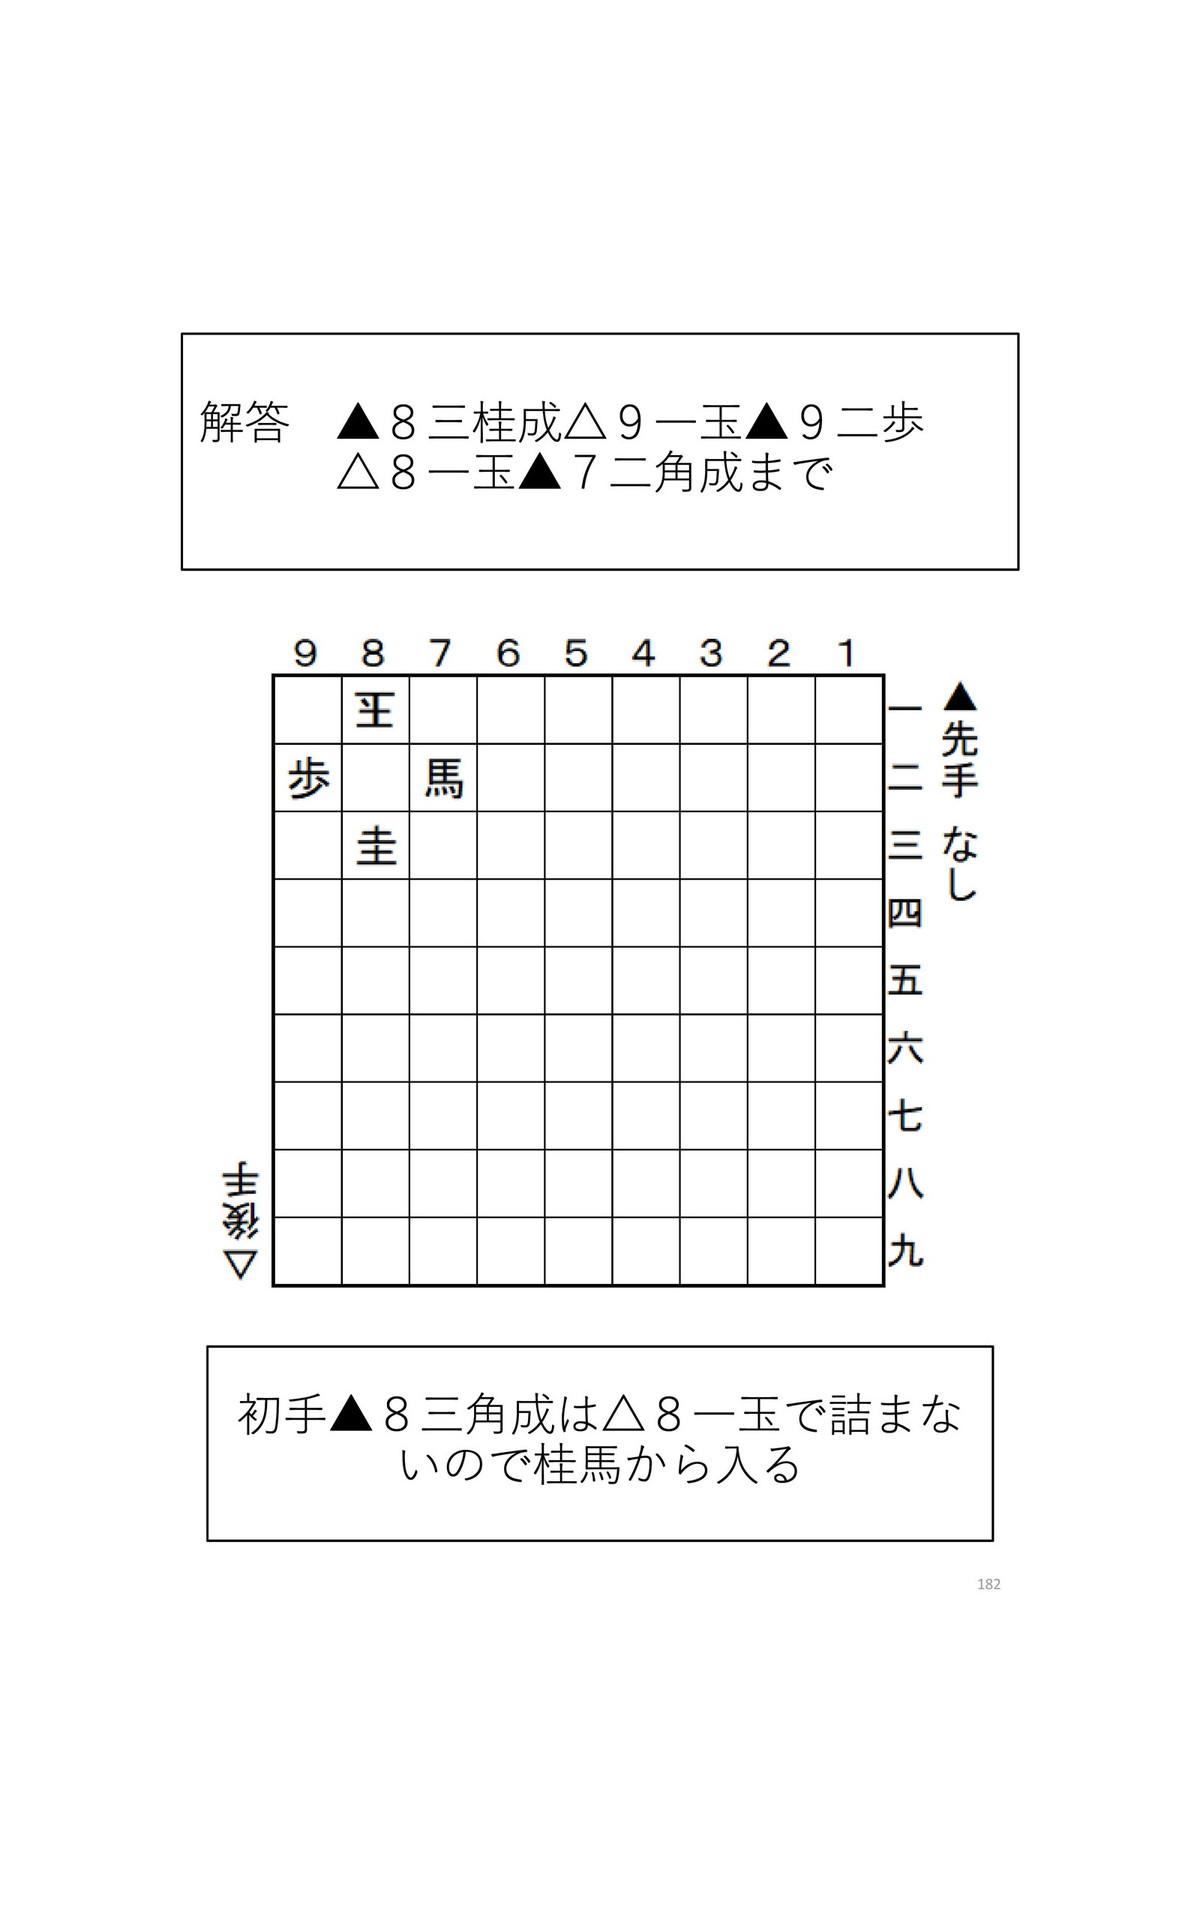 解答　▲８三桂成△９一玉▲９二歩
△８一玉▲７二角成まで
9 8 7 6 5 4 3 2 1
王
歩 馬
圭
一
二
三
四
五
六
七
八
九
▲先手 なし
△後手
初手▲８三角成は△８一玉で詰まな
いので桂馬から入る
182